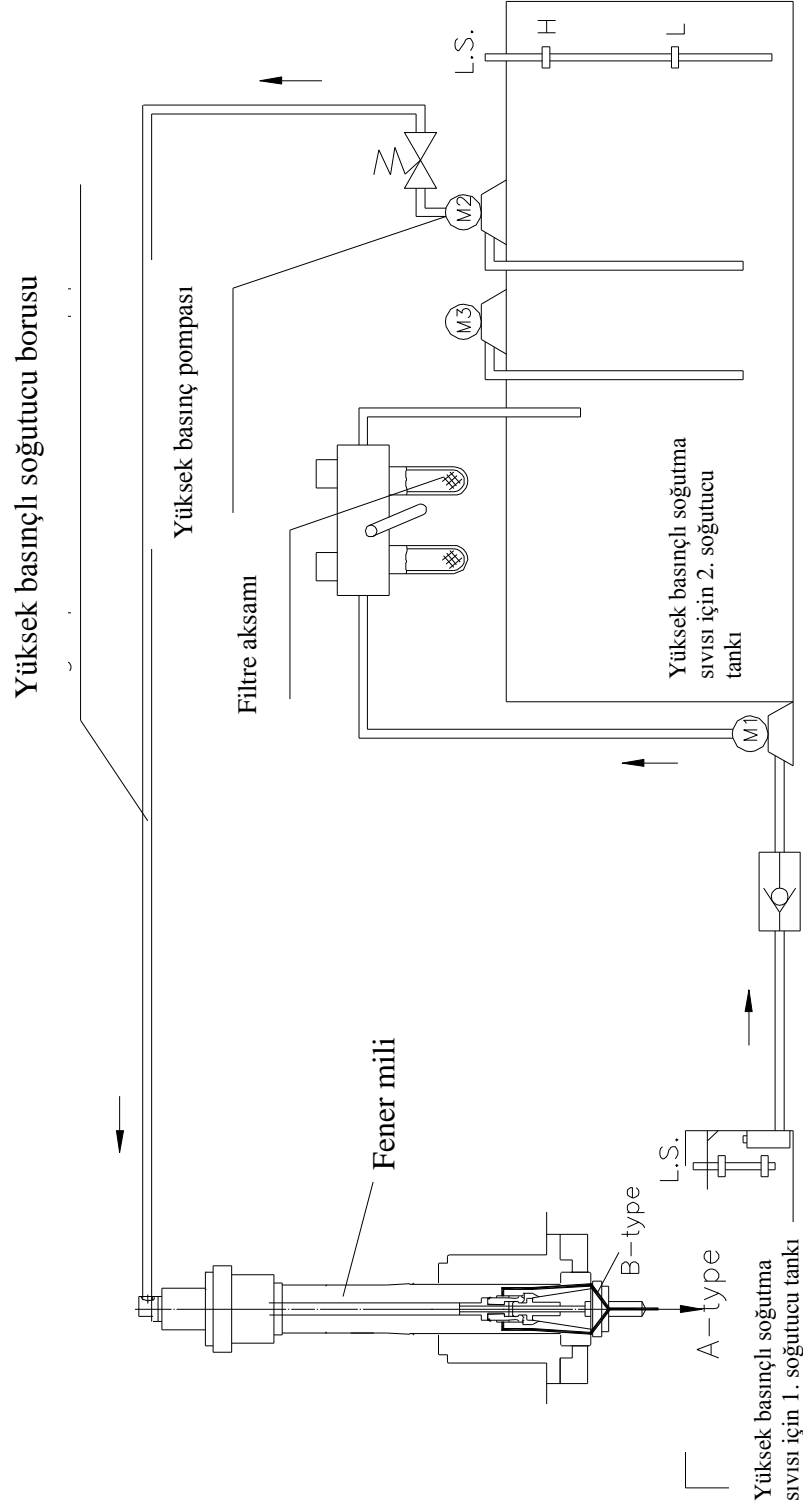 Yüksek basınçlı soğutucu borusu
L.S.
H
L
Yüksek basınç pompası
M2
M3
Filtre aksamı
Yüksek basınçlı soğutma
sıvısı için 2. soğutucu
tankı
M1
Fener mili
L.S.
B-type
A-type
Yüksek basınçlı soğutma
sıvısı için 1. soğutucu tankı